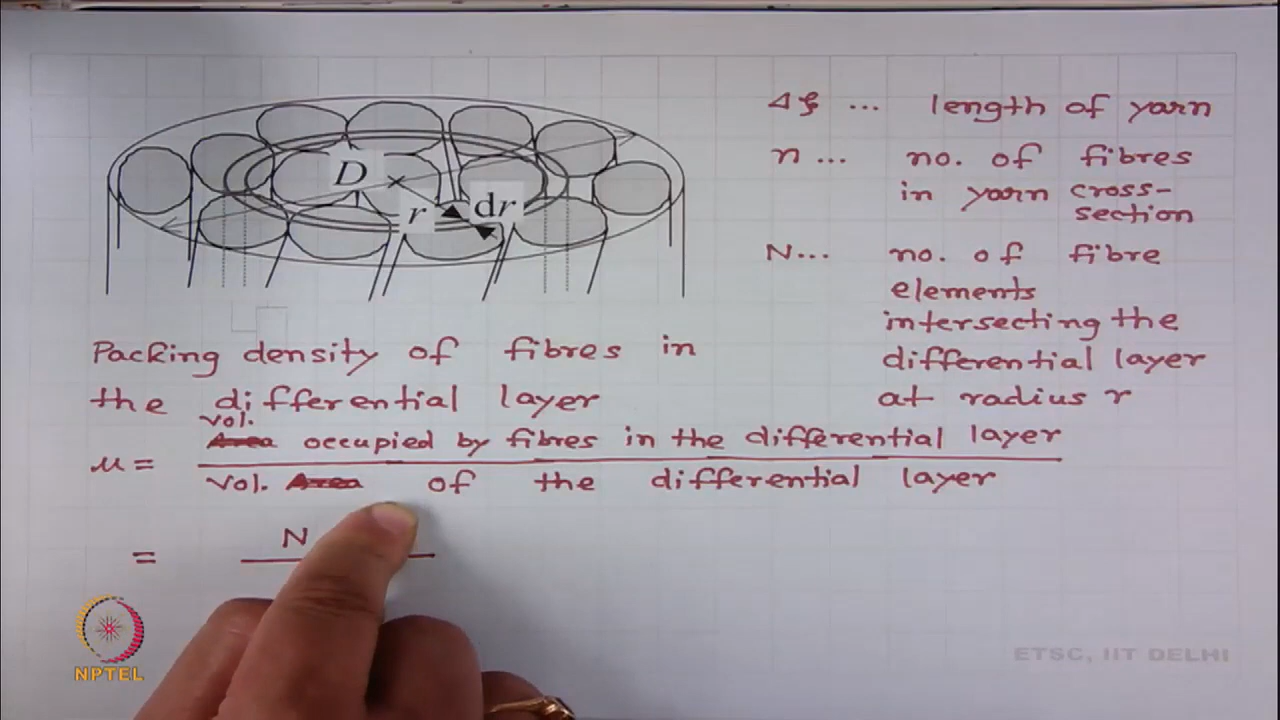 D
r
dr
Δξ ... length of yarn
n ... no. of fibres
in yarn cross-
section
N... no. of fibre
elements
intersecting the
differential layer
at radius r
Packing density of fibres in
the differential layer
vol.
Area occupied by fibres in the differential layer
μ =
vol. Area of the differential layer
= N
NPTEL
ETSC, IIT DELHI